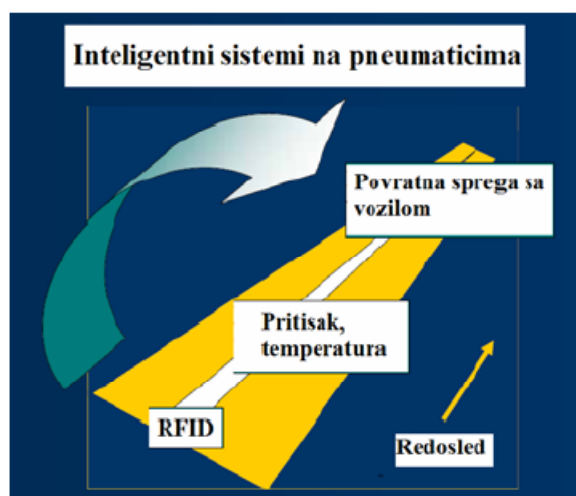 Inteligentni sistemi na pneumaticima
Povratna sprega sa
vozilom
Pritisak,
temperatura
RFID
Redosled